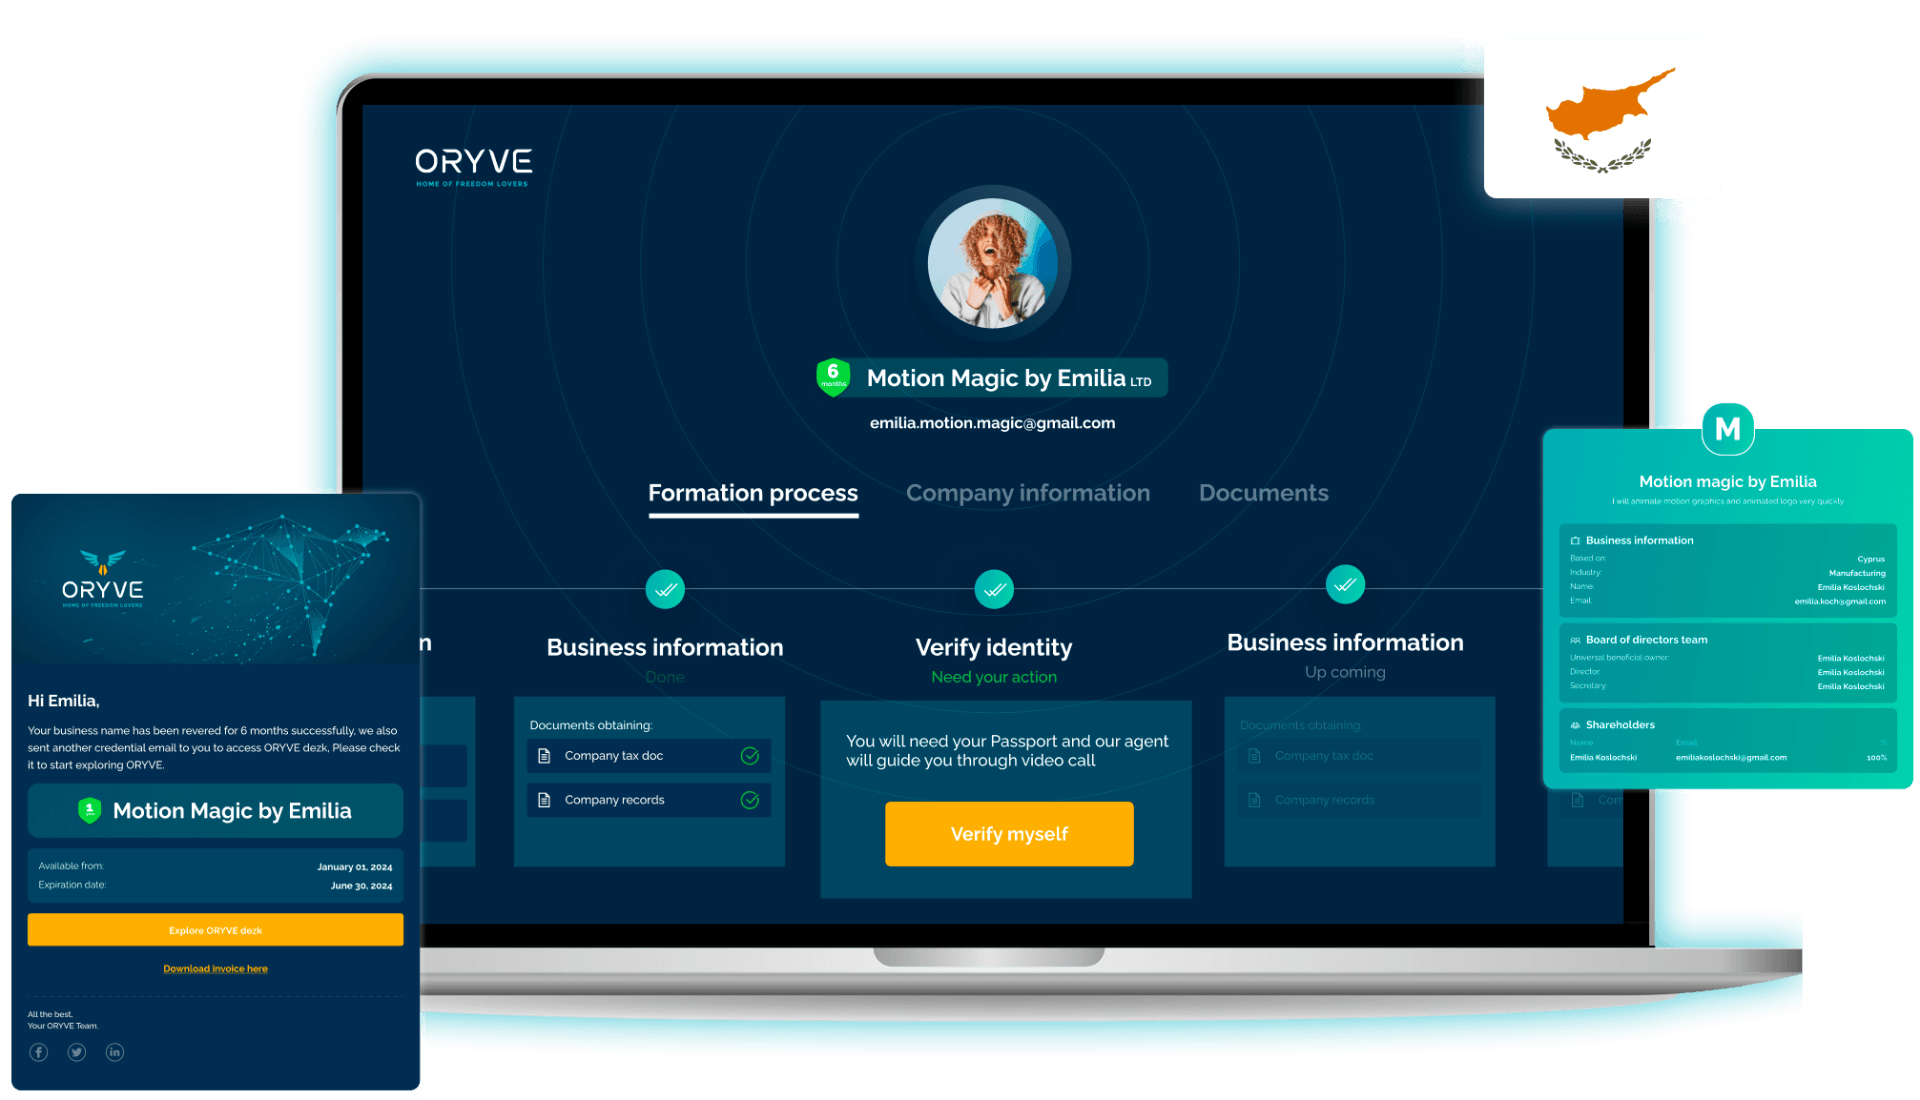 ORYVE
HOME OF FREEDOM LOVERS
6
months
Motion Magic by Emilia LTD
emilia.motion.magic@gmail.com
Formation process
Company information
Documents
n
Business information
Done
Documents obtaining:
Company tax doc
Company records
Verify identity
Need your action
You will need your Passport and our agent
will guide you through video call
Verify myself
Business information
Up coming
Documents obtaining:
Company tax doc
Company records
Com
ORYVE
HOME OF FREEDOM LOVERS
Hi Emilia,
Your business name has been revered for 6 months successfully, we also
sent another credential email to you to access ORYVE dezk, Please check
it to start exploring ORYVE.
1
Motion Magic by Emilia
Available from: January 01, 2024
Expiration date: June 30, 2024
Explore ORYVE dezk
Download invoice here
All the best,
Your ORYVE Team.
M
Motion magic by Emilia
I will animate motion graphics and animated logo very quickly
Business information
Based on: Cyprus
Industry: Manufacturing
Name: Emilia Koslochski
Email: emilia.koch@gmail.com
Board of directors team
Universal beneficial owner: Emilia Koslochski
Director: Emilia Koslochski
Secretary: Emilia Koslochski
Shareholders
Name Email %
Emilia Koslochski emiliakoslochski@gmail.com 100%